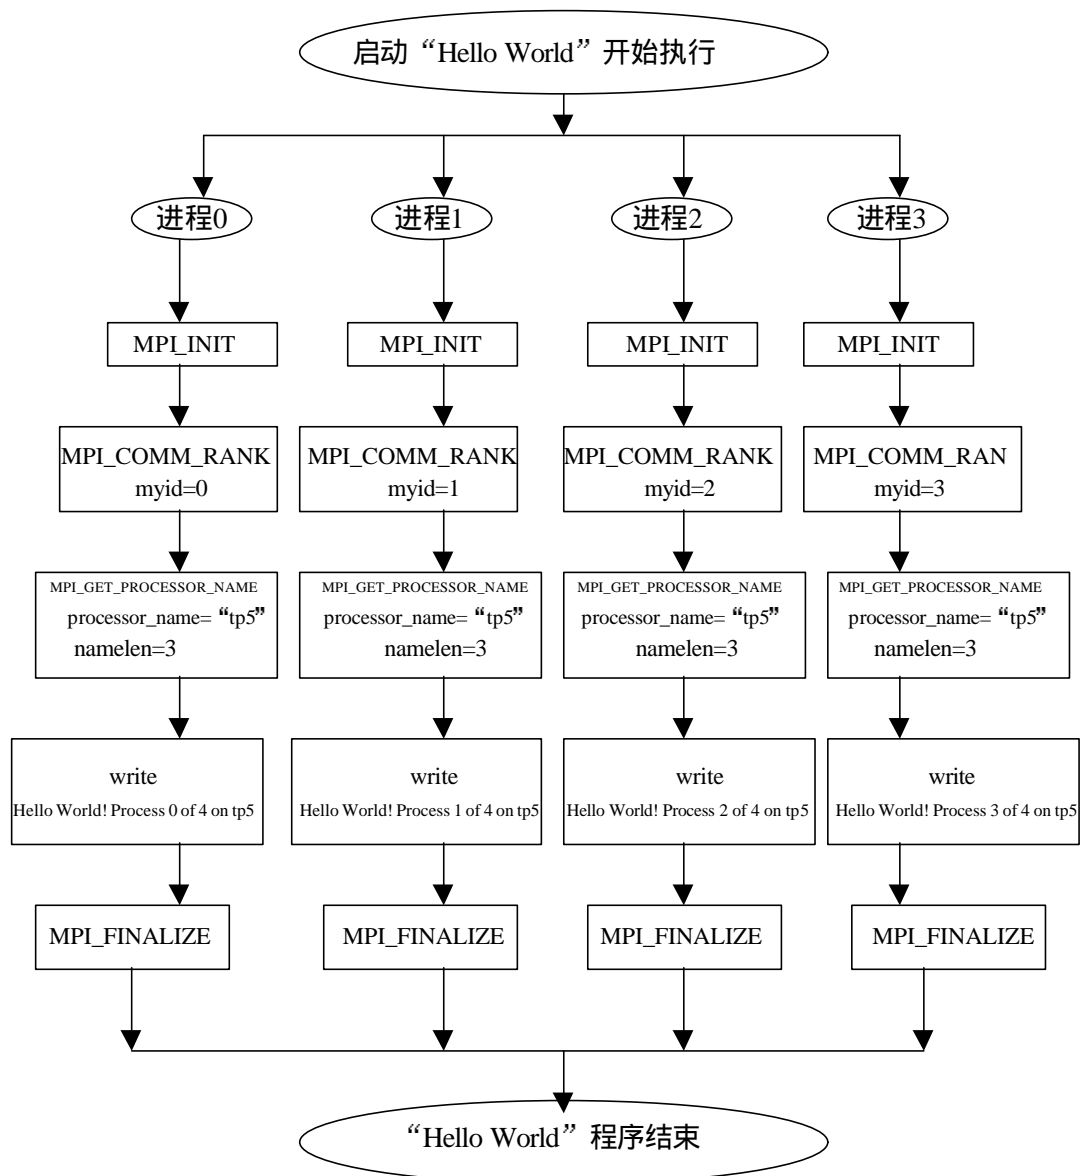 启动“Hello World”开始执行
进程0 进程1 进程2 进程3
MPI_INIT MPI_INIT MPI_INIT MPI_INIT
MPI_COMM_RANK MPI_COMM_RANK MPI_COMM_RANK MPI_COMM_RAN
myid=0 myid=1 myid=2 myid=3
MPI_GET_PROCESSOR_NAME MPI_GET_PROCESSOR_NAME MPI_GET_PROCESSOR_NAME MPI_GET_PROCESSOR_NAME
processor_name= “tp5” processor_name= “tp5” processor_name= “tp5” processor_name= “tp5”
namelen=3 namelen=3 namelen=3 namelen=3
write write write write
Hello World! Process 0 of 4 on tp5 Hello World! Process 1 of 4 on tp5 Hello World! Process 2 of 4 on tp5 Hello World! Process 3 of 4 on tp5
MPI_FINALIZE MPI_FINALIZE MPI_FINALIZE MPI_FINALIZE
“Hello World”程序结束